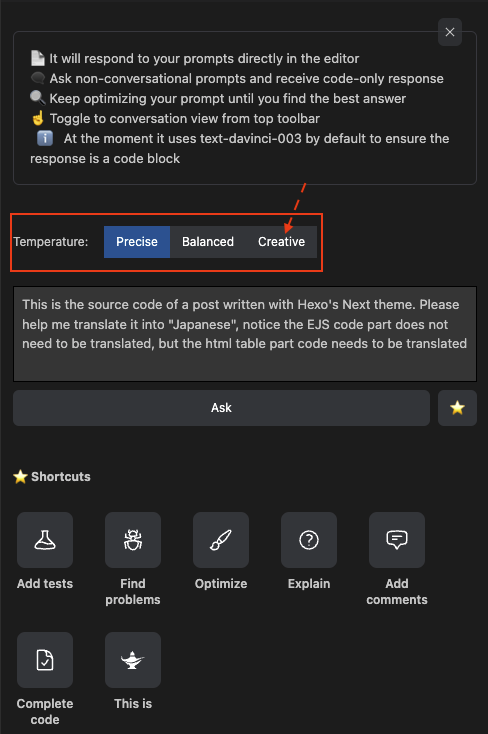 It will respond to your prompts directly in the editor
Ask non-conversational prompts and receive code-only response
Keep optimizing your prompt until you find the best answer
Toggle to conversation view from top toolbar
At the moment it uses text-davinci-003 by default to ensure the
response is a code block
Temperature: Precise Balanced Creative
This is the source code of a post written with Hexo's Next theme. Please
help me translate it into "Japanese", notice the EJS code part does not
need to be translated, but the html table part code needs to be translated
Ask
Shortcuts
Add tests
Find
problems
Optimize
Explain
Add
comments
Complete
code
This is